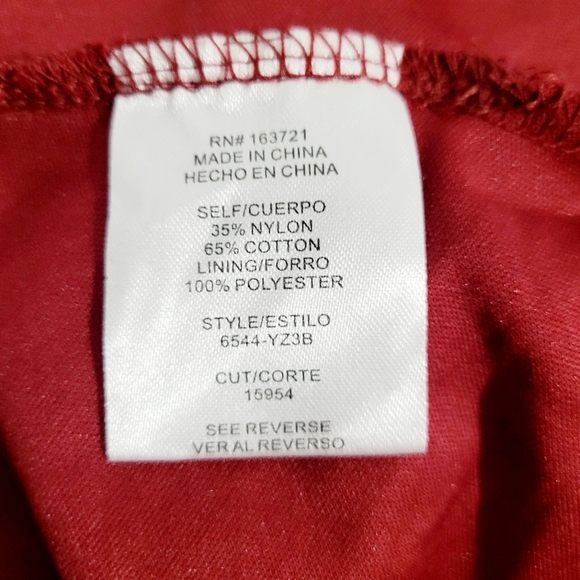 RN# 163721
MADE IN CHINA
HECHO EN CHINA
SELF/CUERPO
35% NYLON
65% COTTON
LINING/FORRO
100% POLYESTER
STYLE/ESTILO
6544-YZ3B
CUT/CORTE
15954
SEE REVERSE
VER AL REVERSO